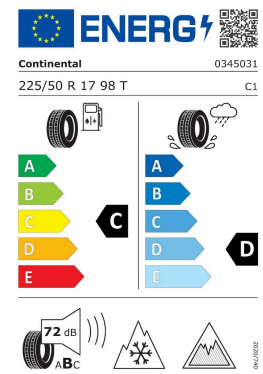 ENERG
Continental 0345031
225/50 R 17 98 T C1
A A
B B
C C C
D D D
E E
72 dB
ABC
2020/740